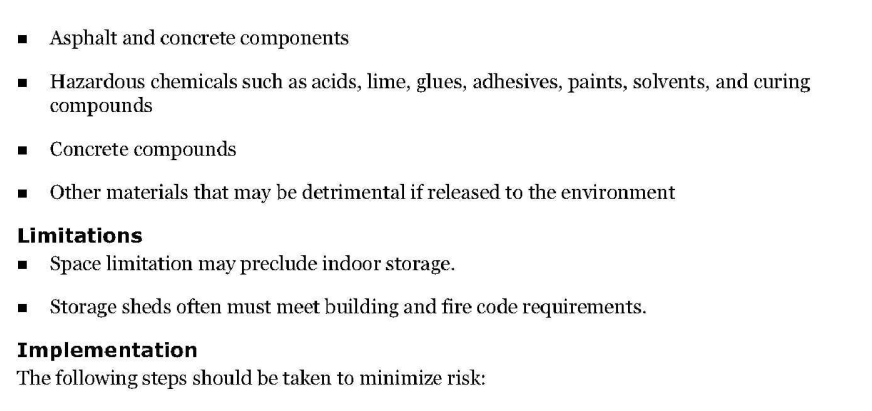 ▪ Asphalt and concrete components
▪ Hazardous chemicals such as acids, lime, glues, adhesives, paints, solvents, and curing
compounds
▪ Concrete compounds
▪ Other materials that may be detrimental if released to the environment
Limitations
▪ Space limitation may preclude indoor storage.
▪ Storage sheds often must meet building and fire code requirements.
Implementation
The following steps should be taken to minimize risk: